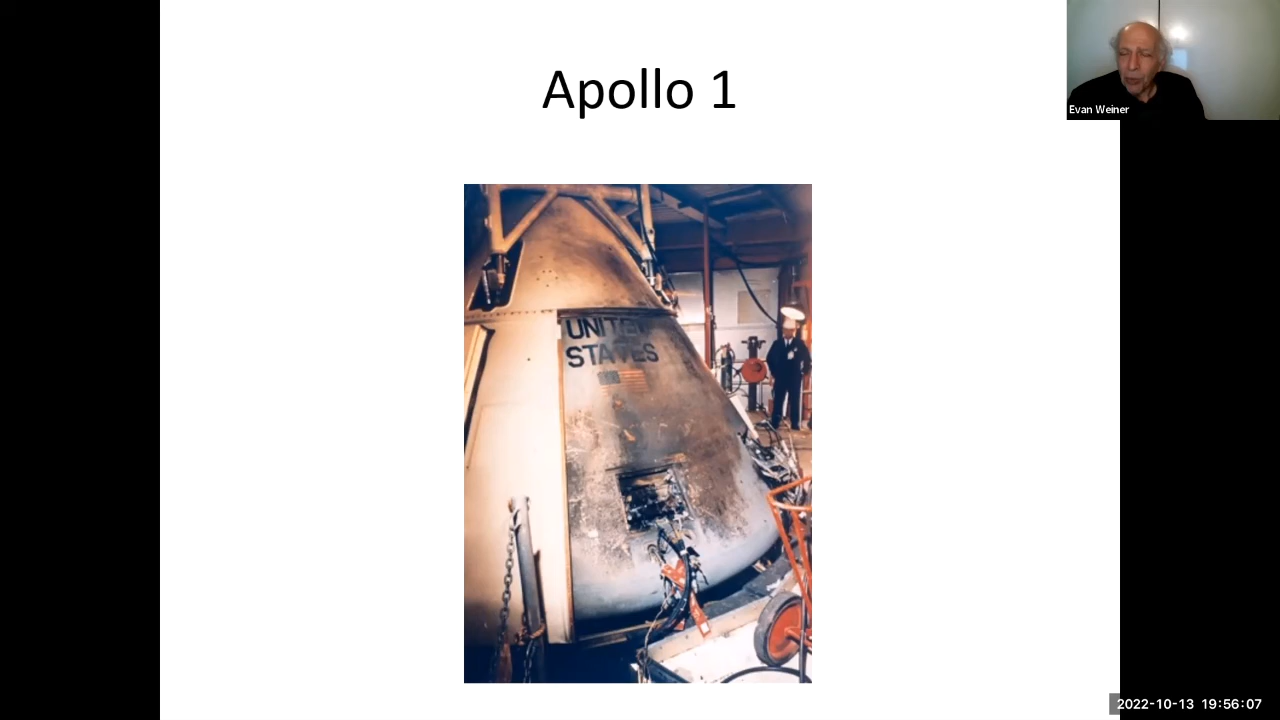 Apollo 1
Evan Weiner
UNITED
STATES
2022-10-13 19:56:07